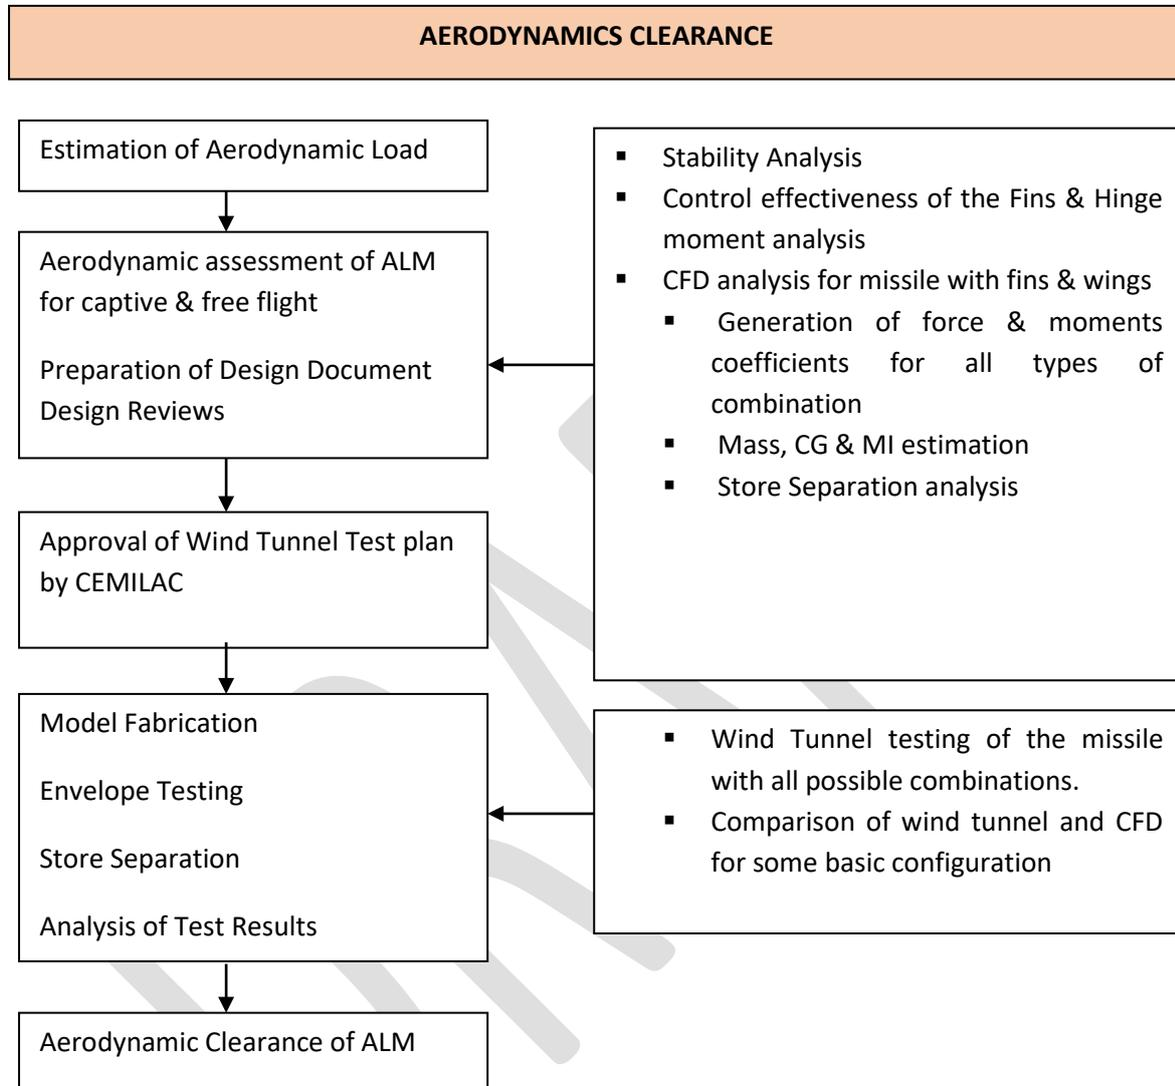 AERODYNAMICS CLEARANCE
Estimation of Aerodynamic Load
Aerodynamic assessment of ALM
for captive & free flight
Preparation of Design Document
Design Reviews
▪ Stability Analysis
▪ Control effectiveness of the Fins & Hinge
moment analysis
▪ CFD analysis for missile with fins & wings
▪ Generation of force & moments
coefficients for all types of
combination
▪ Mass, CG & MI estimation
▪ Store Separation analysis
Approval of Wind Tunnel Test plan
by CEMILAC
Model Fabrication
Envelope Testing
Store Separation
Analysis of Test Results
▪ Wind Tunnel testing of the missile
with all possible combinations.
▪ Comparison of wind tunnel and CFD
for some basic configuration
Aerodynamic Clearance of ALM